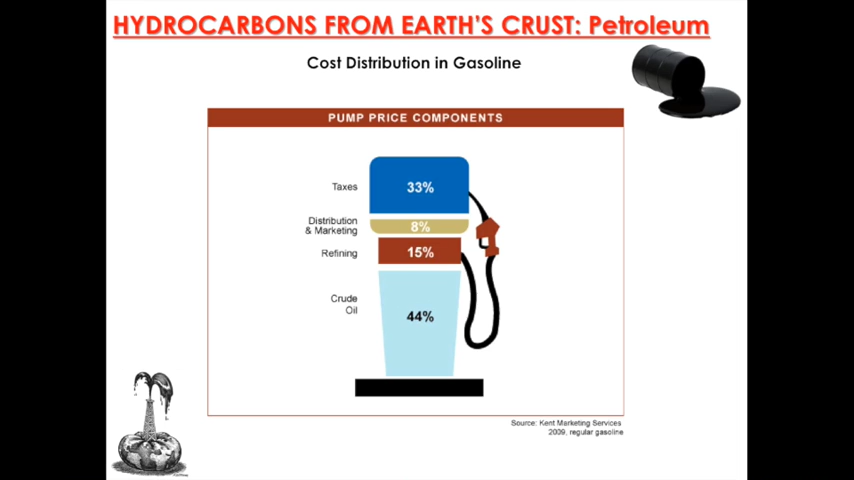 HYDROCARBONS FROM EARTH'S CRUST: Petroleum
Cost Distribution in Gasoline
PUMP PRICE COMPONENTS
Taxes
33%
Distribution
& Marketing
8%
Refining
15%
Crude
Oil
44%
Source: Kent Marketing Services
2009, regular gasoline